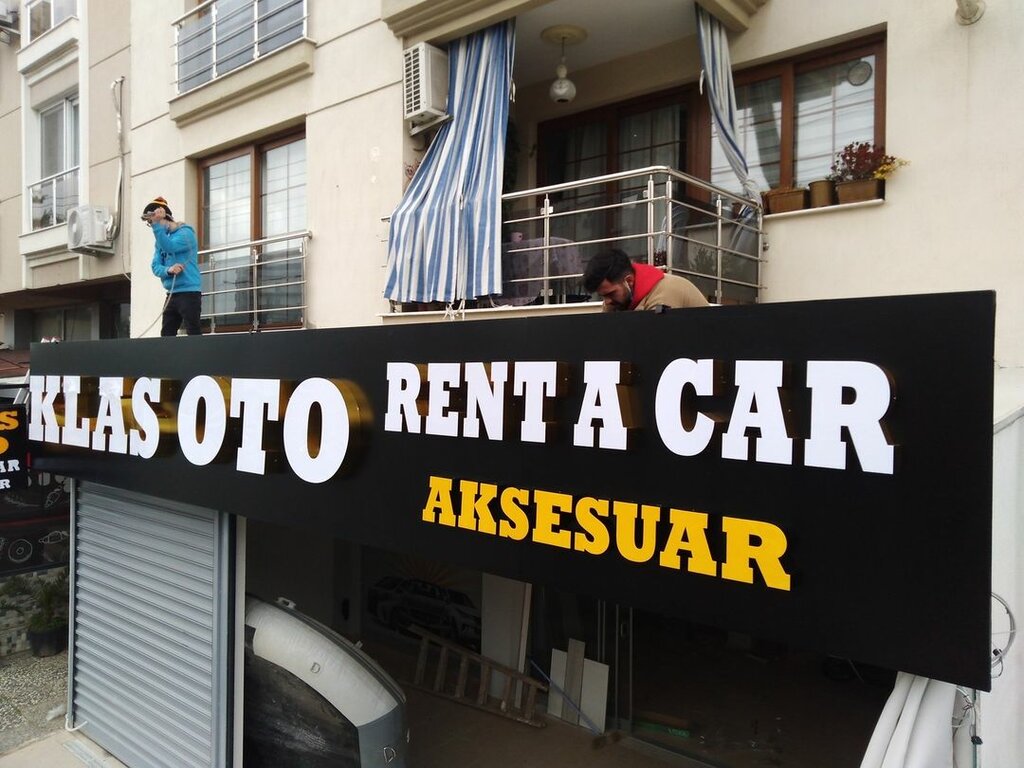 KLAS OTO RENT A CAR
AKSESUAR